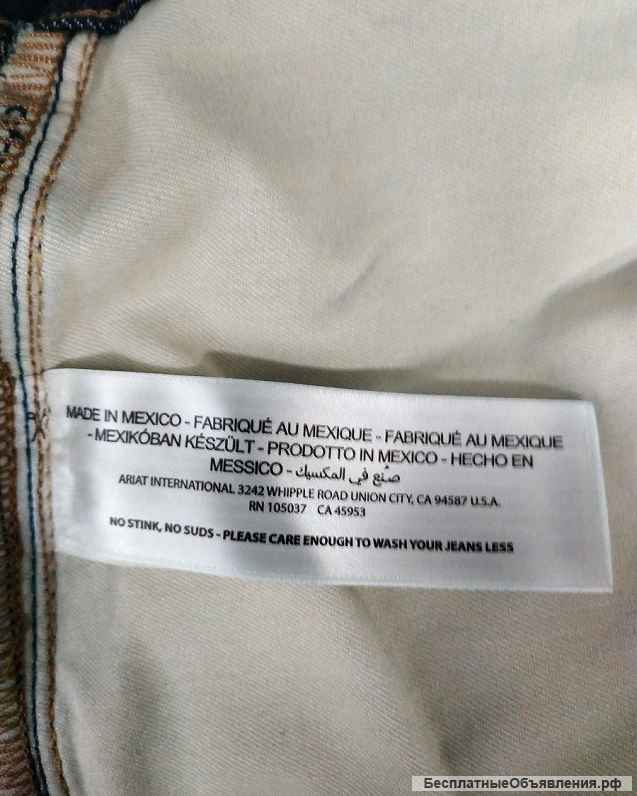 MADE IN MEXICO - FABRIQUÉ AU MEXIQUE - FABRIQUÉ AU MEXIQUE
- MEXIKÓBAN KÉSZÜLT - PRODOTTO IN MEXICO - HECHO EN
MESSICO - صُنع في المكسيك
ARIAT INTERNATIONAL 3242 WHIPPLE ROAD UNION CITY, CA 94587 U.S.A.
RN 105037 CA 45953
NO STINK, NO SUDS - PLEASE CARE ENOUGH TO WASH YOUR JEANS LESS
БесплатныеОбъявления.рф